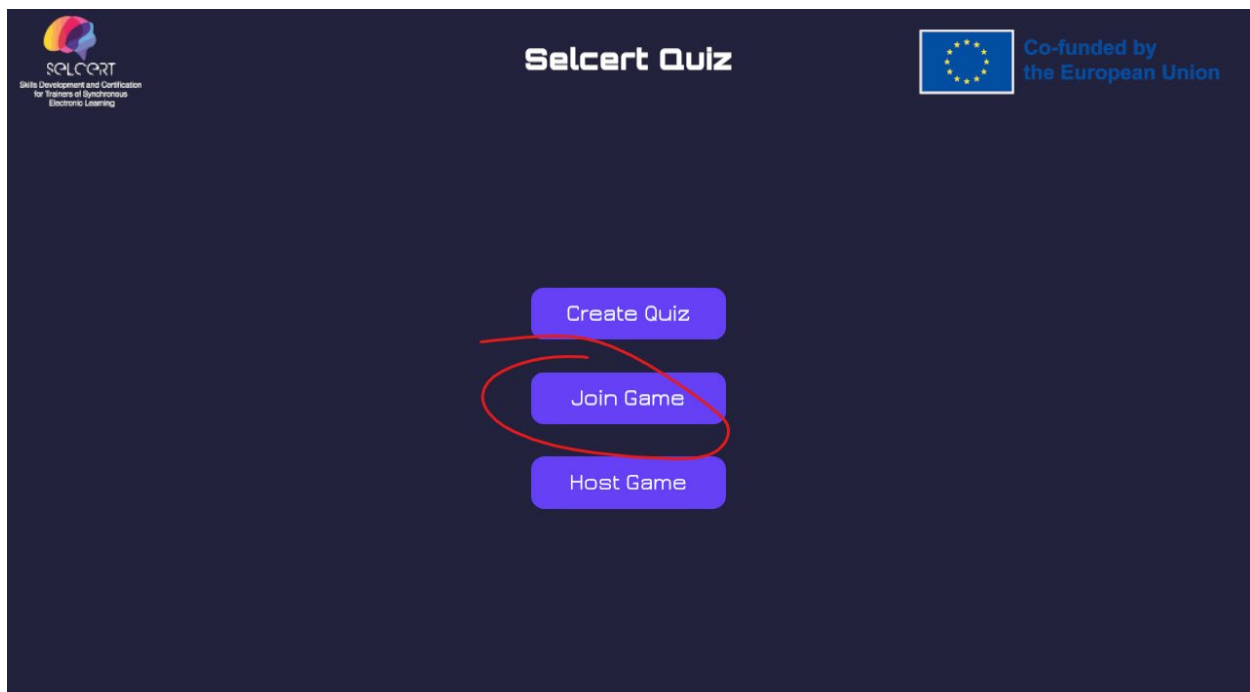 SELCERT
Skills Development and Certification
for Trainers of Synchronous
Electronic Learning
Selcert Quiz
Co-funded by
the European Union
Create Quiz
Join Game
Host Game